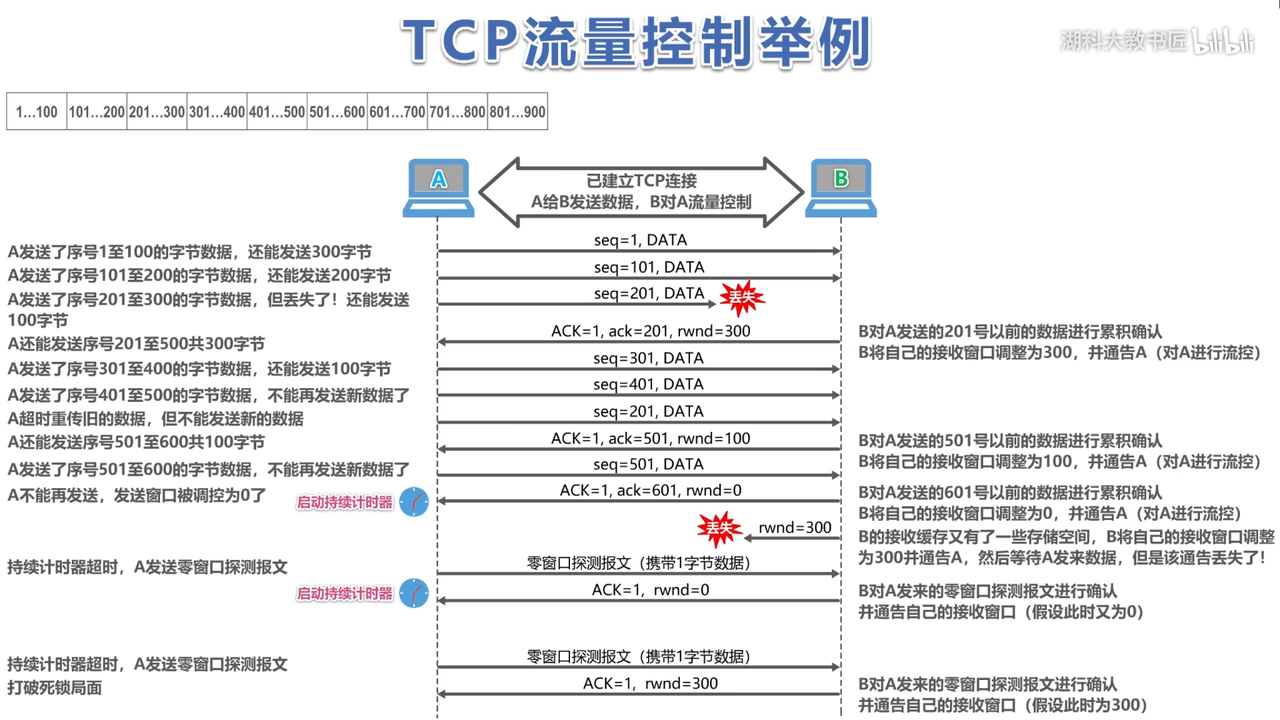 TCP流量控制举例
湖科大教书匠 bilibili
1…100 101…200 201…300 301…400 401…500 501…600 601…700 701…800 801…900
A
B
已建立TCP连接
A给B发送数据，B对A流量控制
A发送了序号1至100的字节数据，还能发送300字节
seq=1, DATA
A发送了序号101至200的字节数据，还能发送200字节
seq=101, DATA
A发送了序号201至300的字节数据，但丢失了！还能发送
100字节
seq=201, DATA
丢失
ACK=1, ack=201, rwnd=300
B对A发送的201号以前的数据进行累积确认
B将自己的接收窗口调整为300，并通告A（对A进行流控）
A还能发送序号201至500共300字节
A发送了序号301至400的字节数据，还能发送100字节
seq=301, DATA
A发送了序号401至500的字节数据，不能再发送新数据了
seq=401, DATA
A超时重传旧的数据，但不能发送新的数据
seq=201, DATA
A还能发送序号501至600共100字节
ACK=1, ack=501, rwnd=100
B对A发送的501号以前的数据进行累积确认
B将自己的接收窗口调整为100，并通告A（对A进行流控）
A发送了序号501至600的字节数据，不能再发送新数据了
seq=501, DATA
A不能再发送，发送窗口被调控为0了
启动持续计时器
ACK=1, ack=601, rwnd=0
B对A发送的601号以前的数据进行累积确认
B将自己的接收窗口调整为0，并通告A（对A进行流控）
丢失
rwnd=300
B的接收缓存又有了一些存储空间，B将自己的接收窗口调整
为300并通告A，然后等待A发来数据，但是该通告丢失了！
持续计时器超时，A发送零窗口探测报文
零窗口探测报文（携带1字节数据）
启动持续计时器
ACK=1, rwnd=0
B对A发来的零窗口探测报文进行确认
并通告自己的接收窗口（假设此时又为0）
持续计时器超时，A发送零窗口探测报文
打破死锁局面
零窗口探测报文（携带1字节数据）
ACK=1, rwnd=300
B对A发来的零窗口探测报文进行确认
并通告自己的接收窗口（假设此时为300）